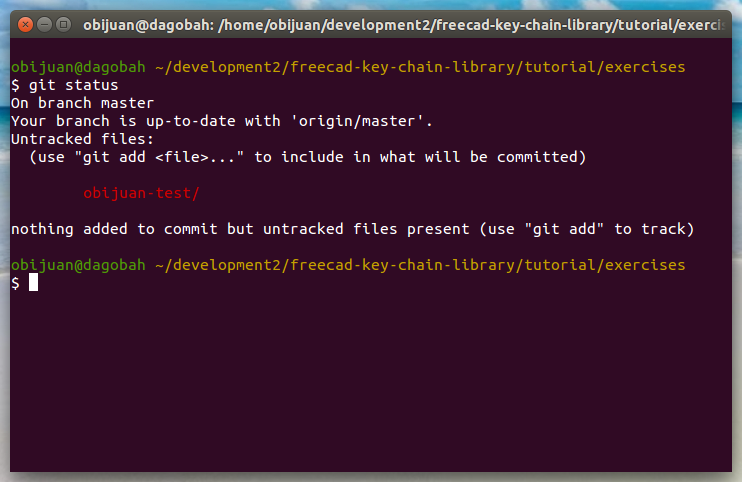 obijuan@dagobah: /home/obijuan/development2/freecad-key-chain-library/tutorial/exercis
obijuan@dagobah ~/development2/freecad-key-chain-library/tutorial/exercises
$ git status
On branch master
Your branch is up-to-date with 'origin/master'.
Untracked files:
  (use "git add <file>..." to include in what will be committed)
        obijuan-test/
nothing added to commit but untracked files present (use "git add" to track)
obijuan@dagobah ~/development2/freecad-key-chain-library/tutorial/exercises
$